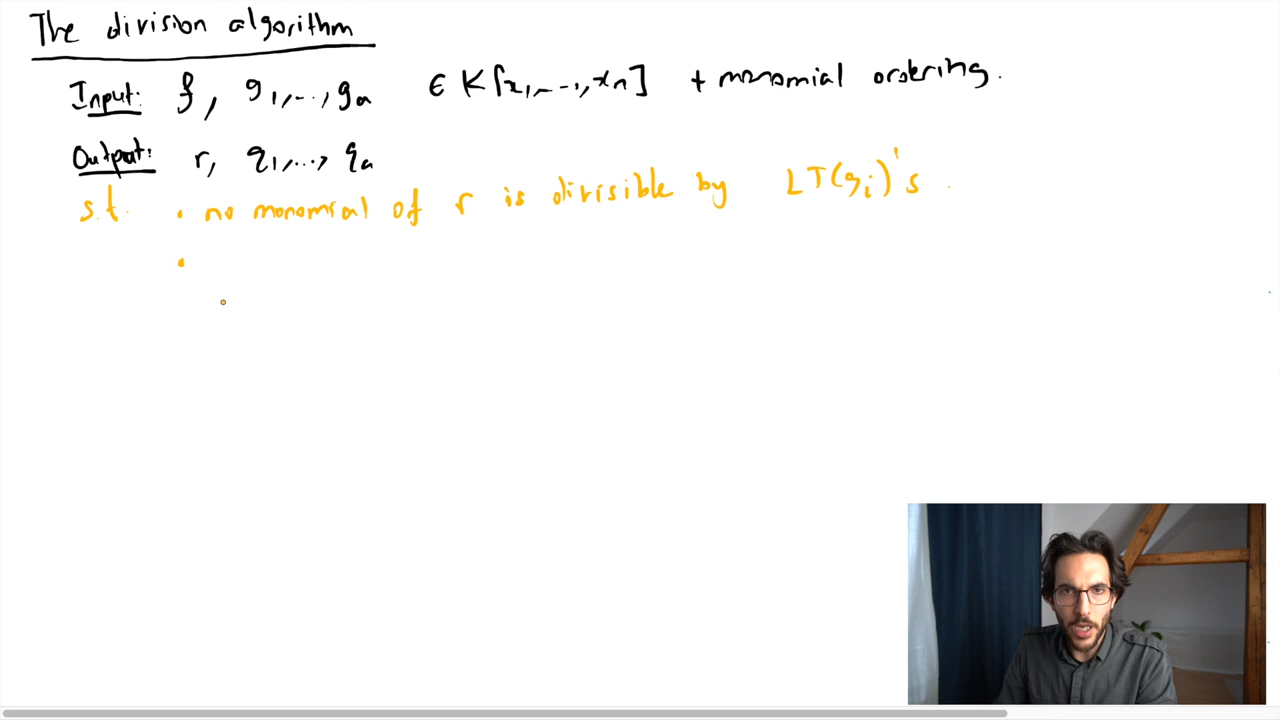 The division algorithm
Input: f, g₁,..., gₐ ∈ K[x₁,...,xₙ] + monomial ordering.
Output: r, q₁,..., qₐ
s.t. • no monomial of r is divisible by LT(gᵢ)'s.
•